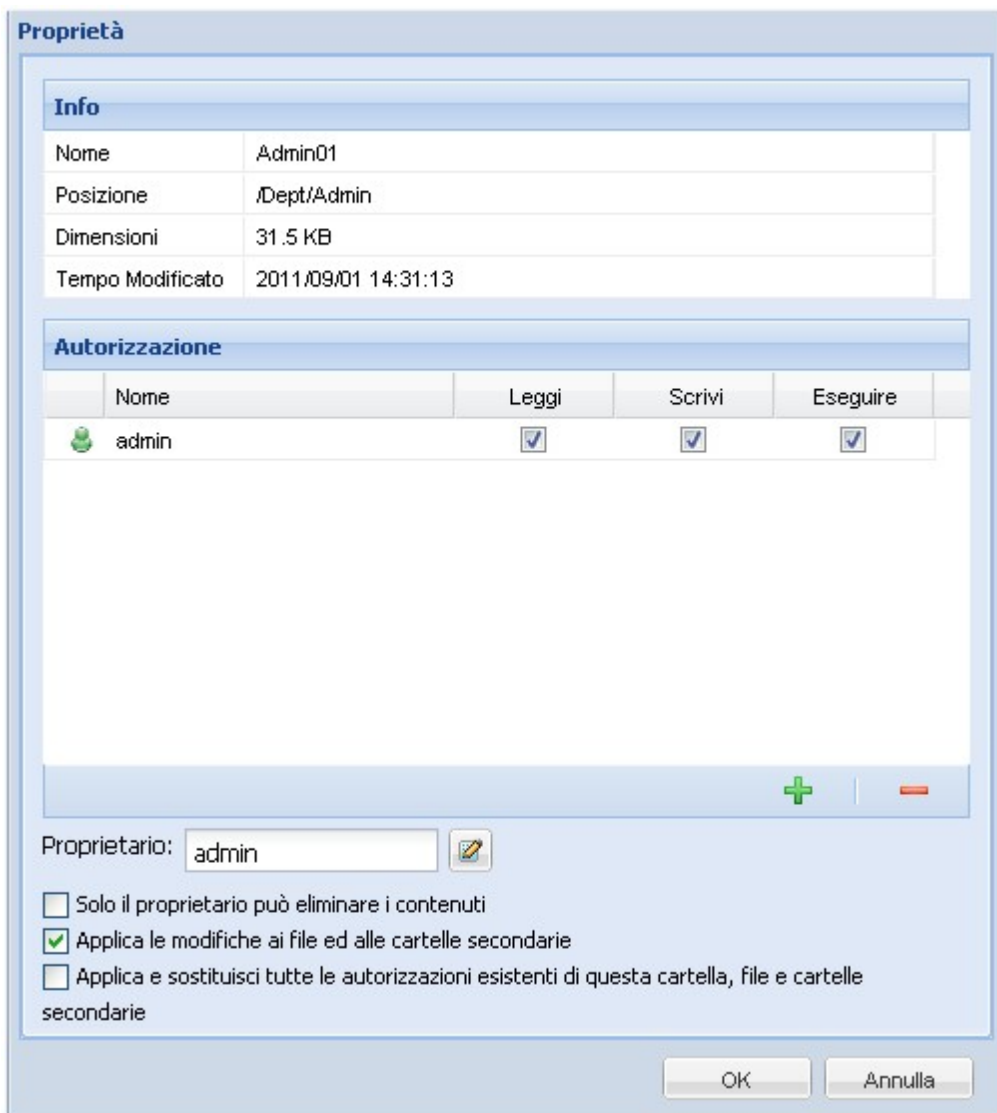 Proprietà
Info
Nome Admin01
Posizione /Dept/Admin
Dimensioni 31.5 KB
Tempo Modificato 2011/09/01 14:31:13
Autorizzazione
Nome Leggi Scrivi Eseguire
admin
Proprietario: admin
Solo il proprietario può eliminare i contenuti
Applica le modifiche ai file ed alle cartelle secondarie
Applica e sostituisci tutte le autorizzazioni esistenti di questa cartella, file e cartelle
secondarie
OK Annulla